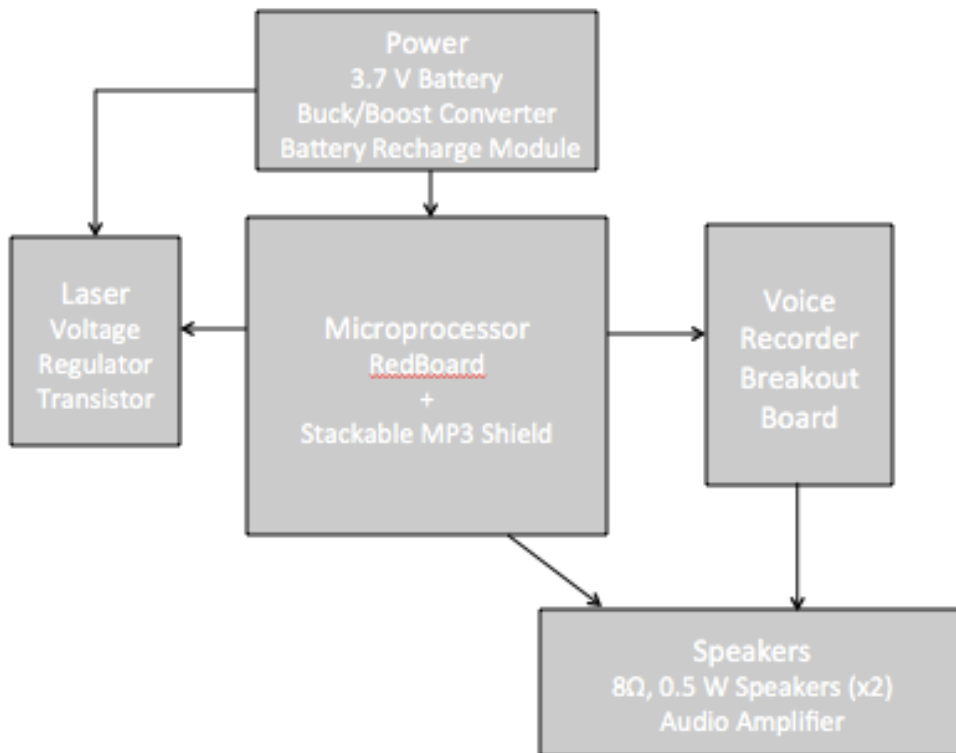 Power
3.7 V Battery
Buck/Boost Converter
Battery Recharge Module
Laser
Voltage
Regulator
Transistor
Microprocessor
RedBoard
+
Stackable MP3 Shield
Voice
Recorder
Breakout
Board
Speakers
8Ω, 0.5 W Speakers (x2)
Audio Amplifier